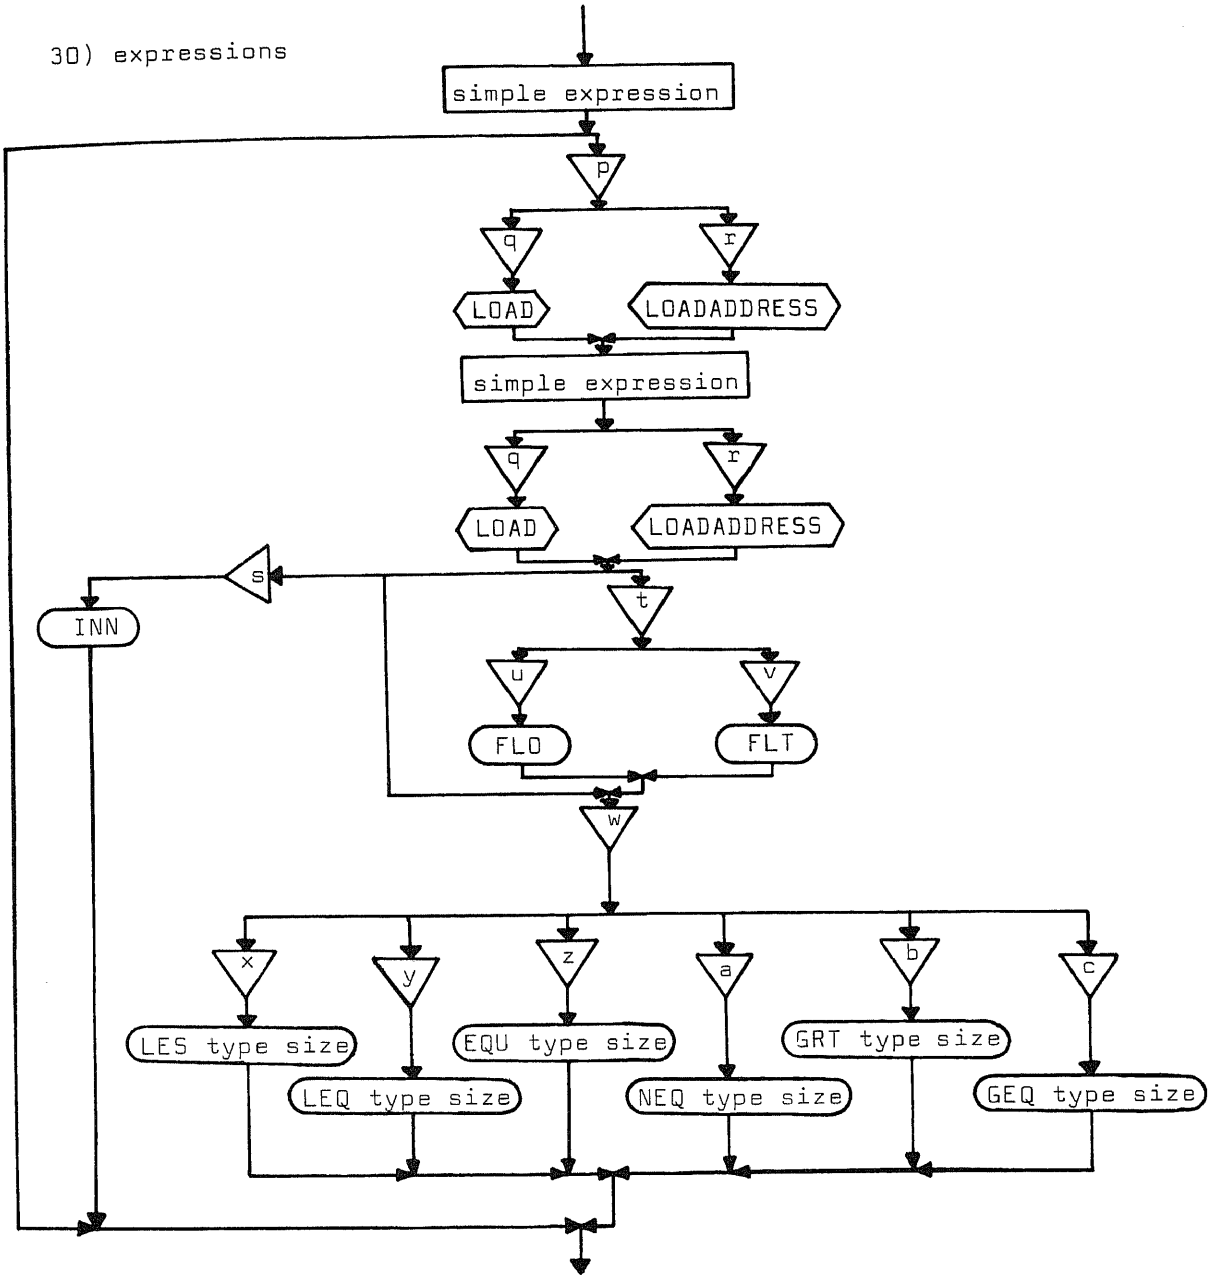 30) expressions
simple expression
p
q
r
LOAD
LOADADDRESS
simple expression
q
r
LOAD
LOADADDRESS
s
t
INN
u
v
FLO
FLT
w
x
y
z
a
b
c
LES type size
EQU type size
GRT type size
LEQ type size
NEQ type size
GEQ type size